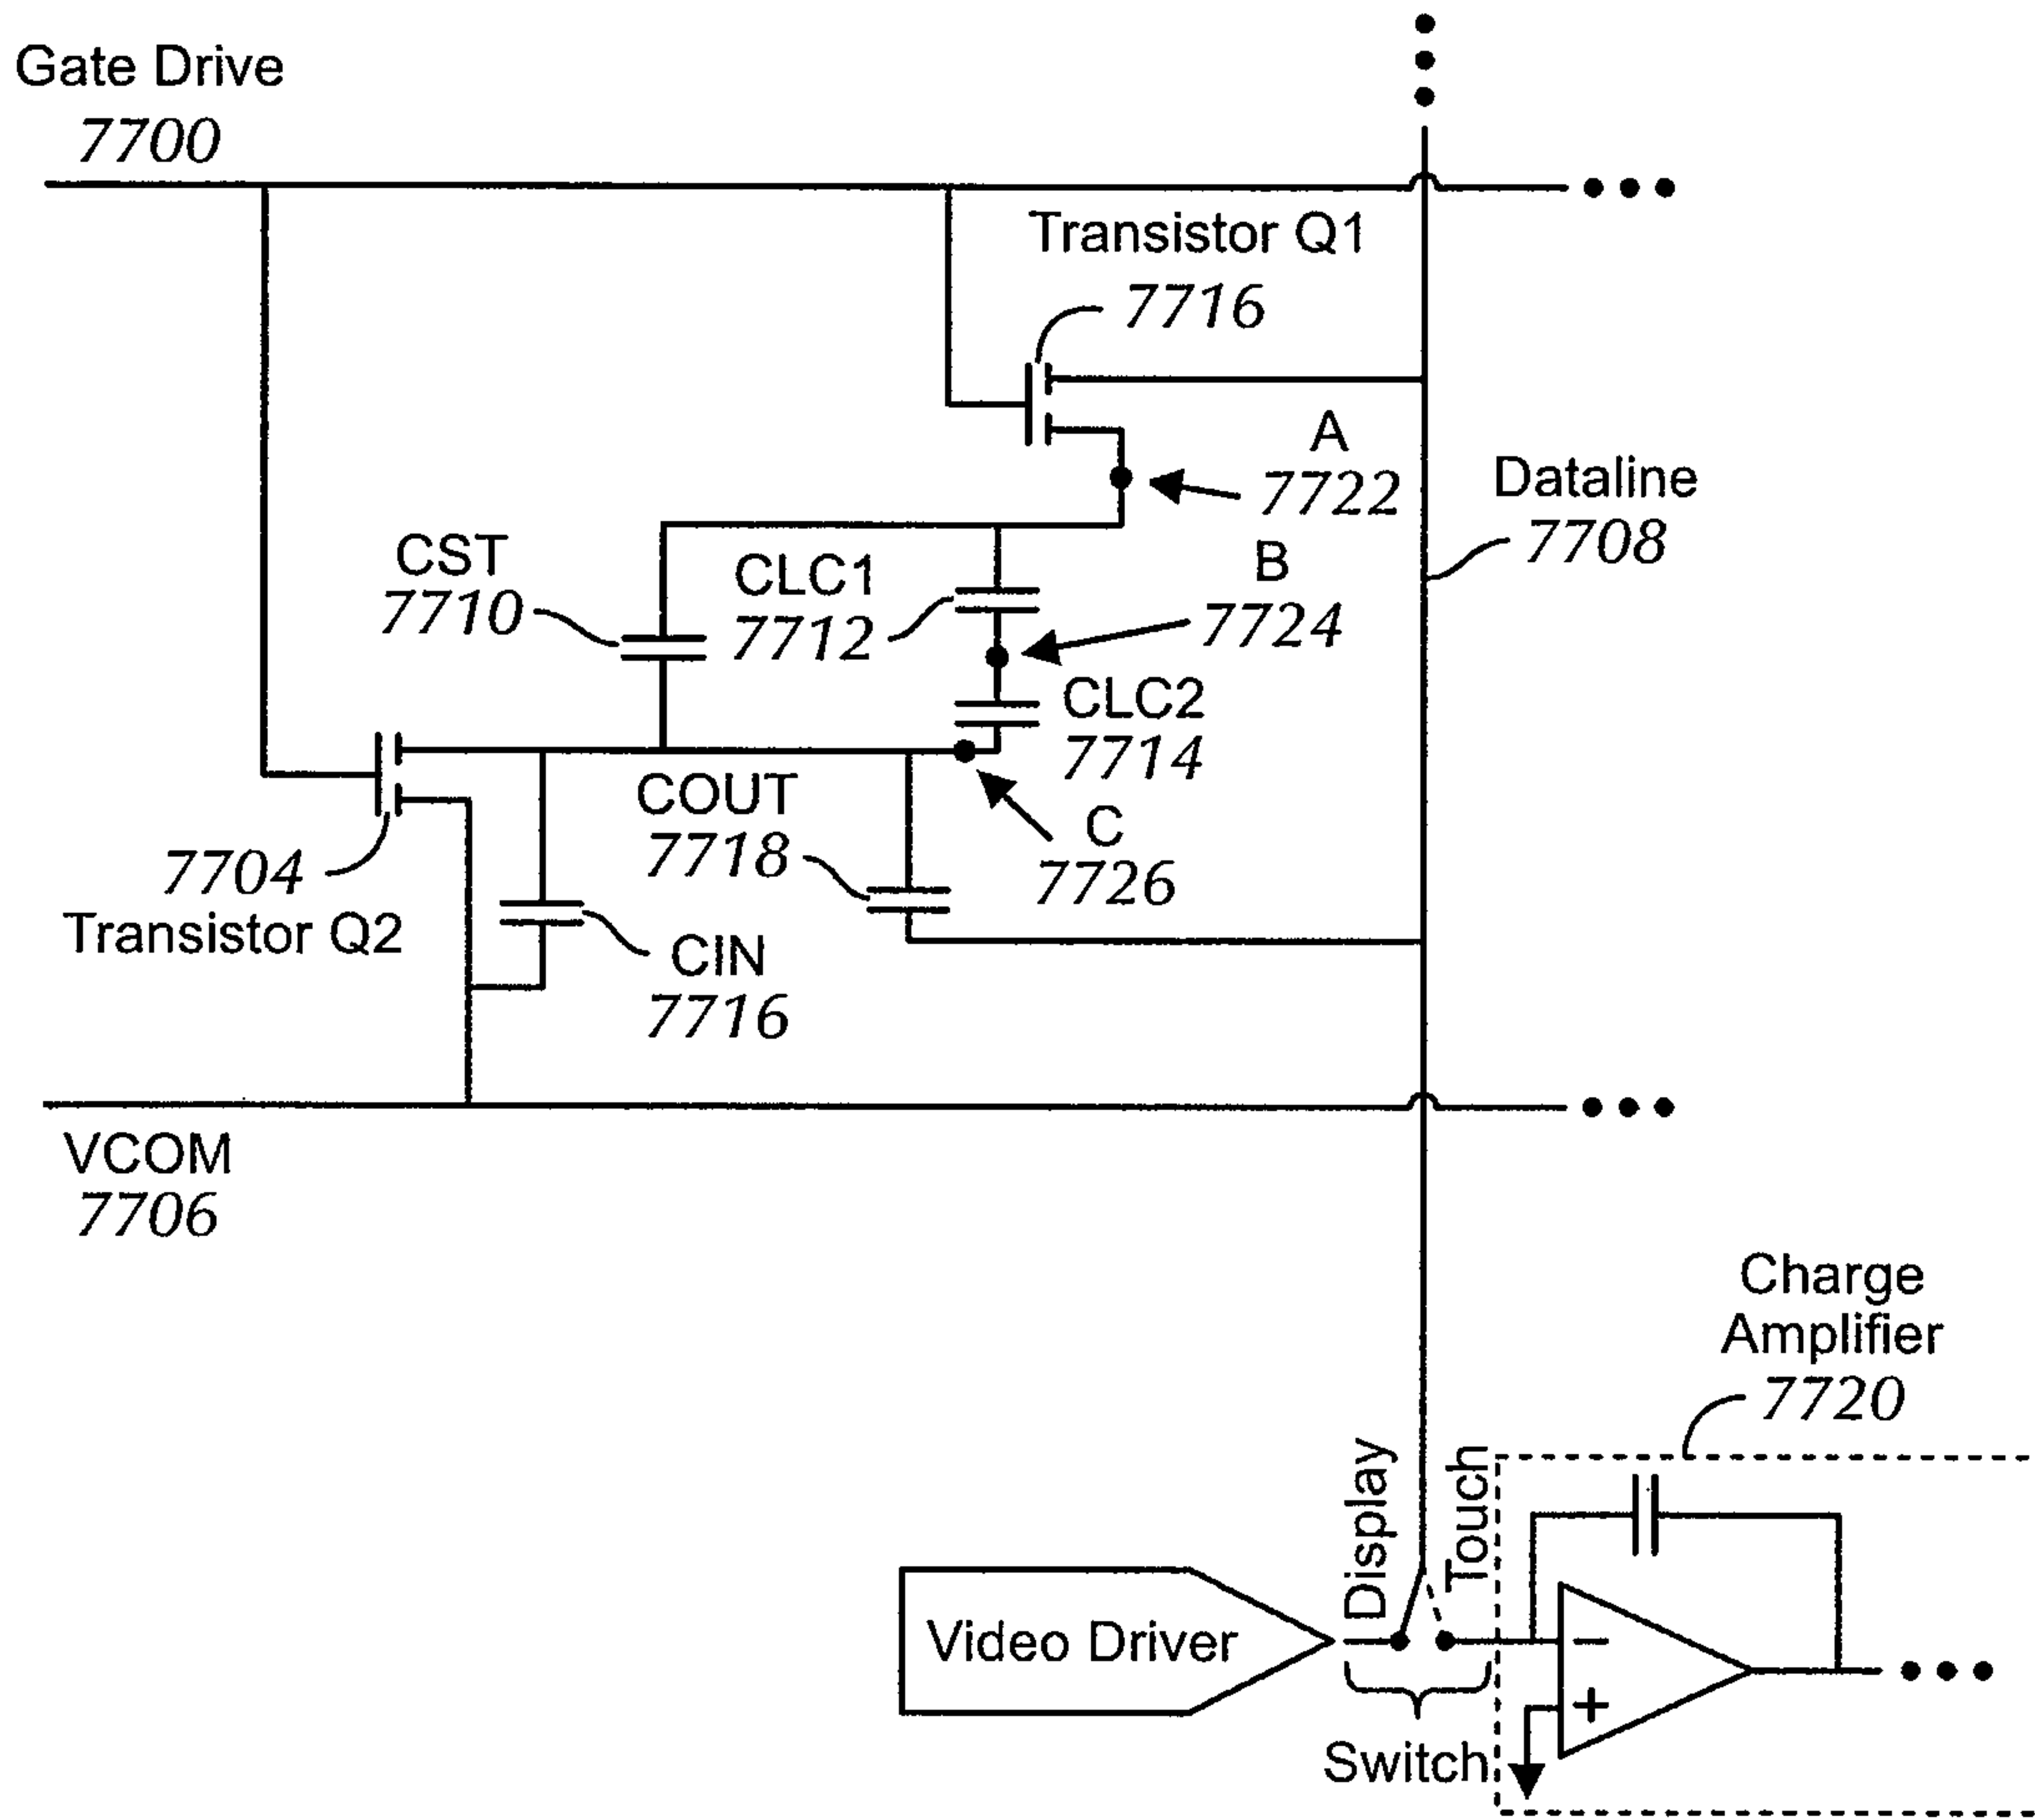 Gate Drive
7700
Transistor Q1
7716
A
7722
Dataline
7708
CST
7710
CLC1
7712
B
7724
CLC2
7714
COUT
7718
C
7726
7704
Transistor Q2
CIN
7716
VCOM
7706
Charge
Amplifier
7720
Display
Touch
Video Driver
−
+
Switch